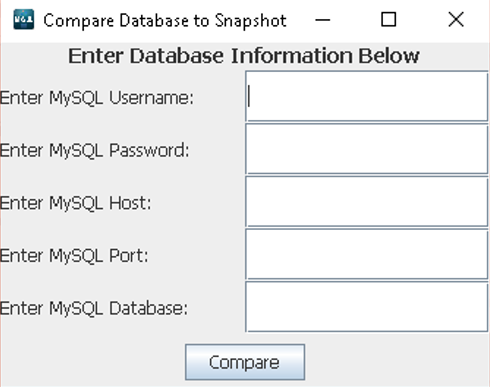 WGA Compare Database to Snapshot
Enter Database Information Below
Enter MySQL Username:
Enter MySQL Password:
Enter MySQL Host:
Enter MySQL Port:
Enter MySQL Database:
Compare